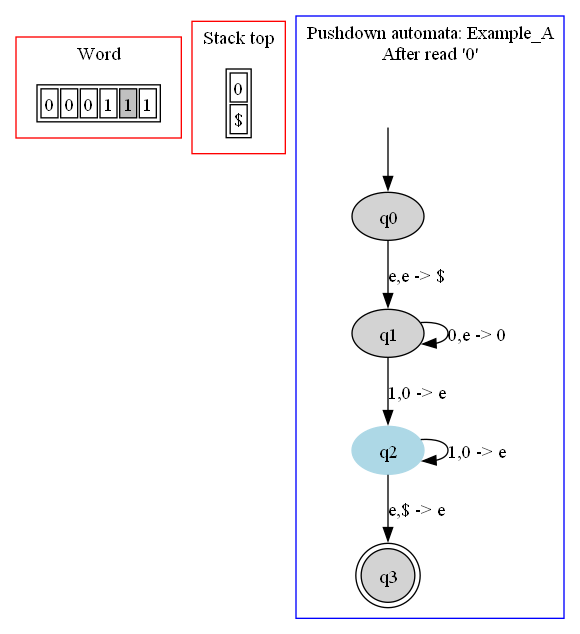 Word
0 0 0 1 1 1
Stack top
0
$
Pushdown automata: Example_A
After read '0'
q0
e,e -> $
q1
0,e -> 0
1,0 -> e
q2
1,0 -> e
e,$ -> e
q3